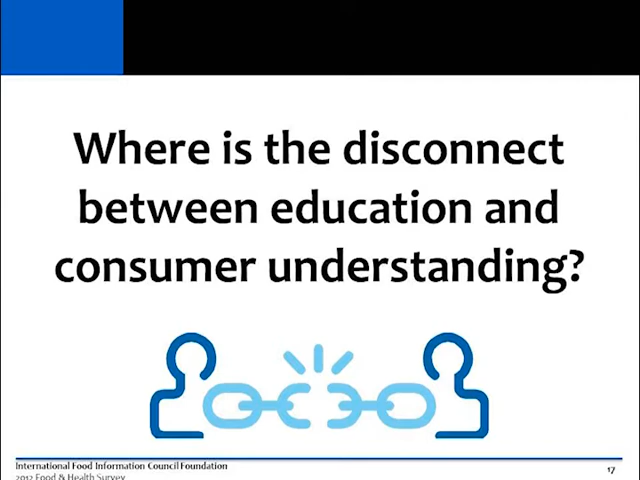 Where is the disconnect
between education and
consumer understanding?
International Food Information Council Foundation
2012 Food & Health Survey
17